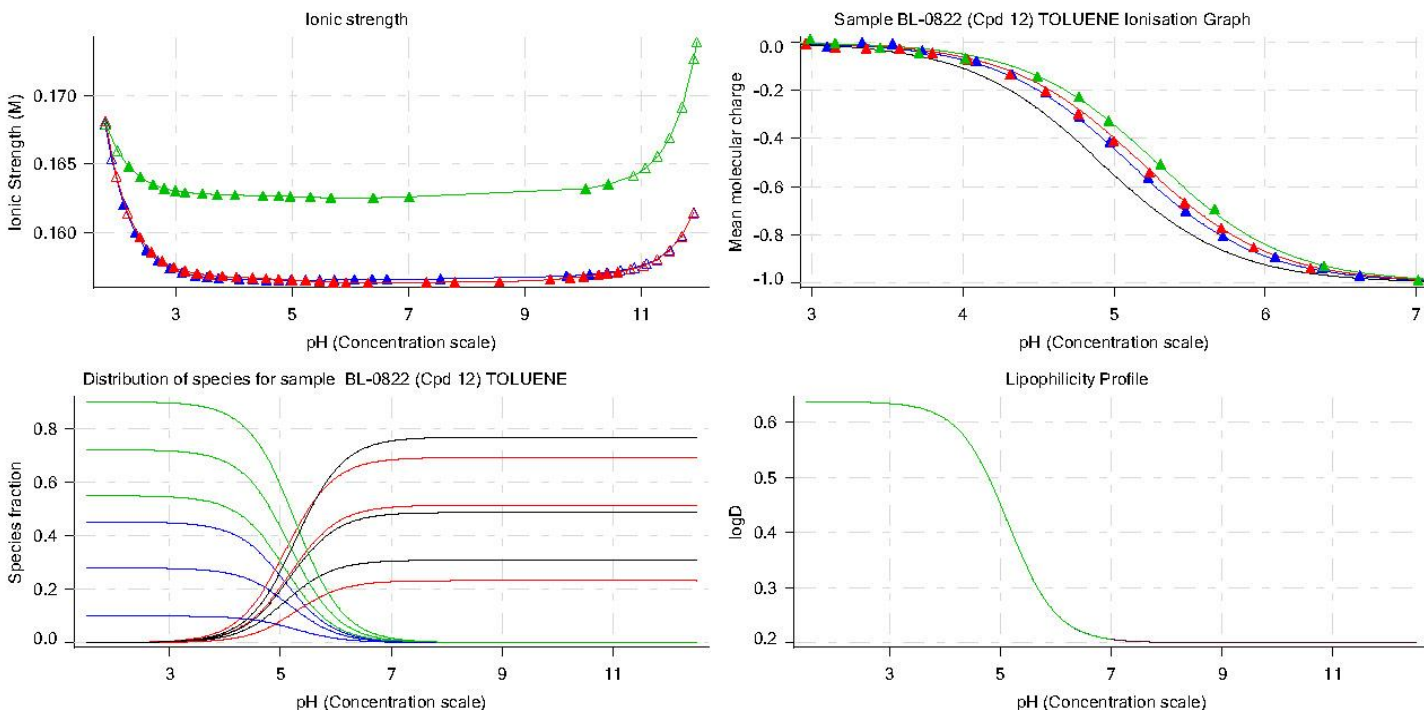 Ionic strength
Ionic Strength (M)
0.170
0.165
0.160
3 5 7 9 11
pH (Concentration scale)
Sample BL-0822 (Cpd 12) TOLUENE Ionisation Graph
Mean molecular charge
0.0
-0.2
-0.4
-0.6
-0.8
-1.0
3 4 5 6 7
pH (Concentration scale)
Distribution of species for sample BL-0822 (Cpd 12) TOLUENE
Species fraction
0.8
0.6
0.4
0.2
0.0
3 5 7 9 11
pH (Concentration scale)
Lipophilicity Profile
logD
0.6
0.5
0.4
0.3
0.2
3 5 7 9 11
pH (Concentration scale)